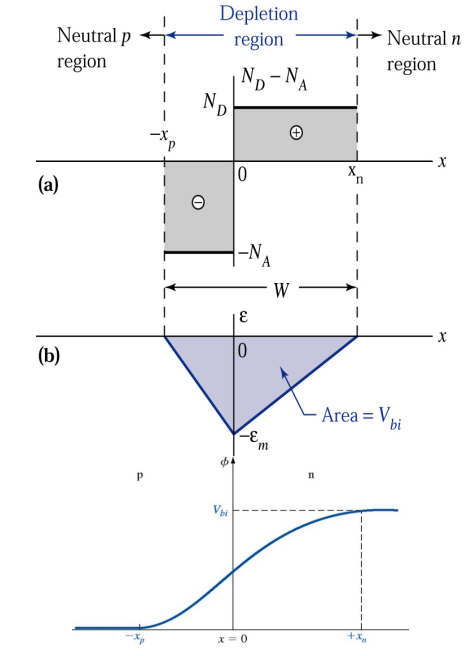 Depletion
region
Neutral p
region
Neutral n
region
N_D − N_A
N_D
−x_p
+
0
x_n
x
(a)
−
−N_A
W
ε
x
0
(b)
Area = V_bi
−ε_m
ϕ
p
n
V_bi
−x_p
x = 0
+x_n